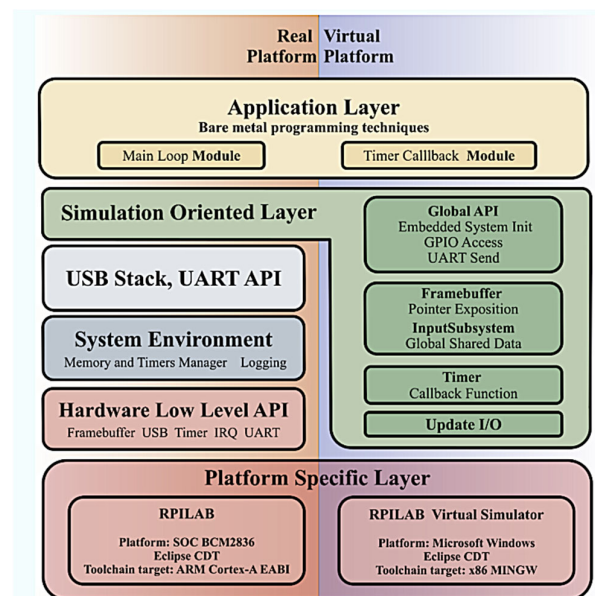 Real Virtual
Platform Platform
Application Layer
Bare metal programming techniques
Main Loop Module
Timer Calllback Module
Simulation Oriented Layer
Global API
Embedded System Init
GPIO Access
UART Send
USB Stack, UART API
Framebuffer
Pointer Exposition
InputSubsystem
Global Shared Data
System Environment
Memory and Timers Manager Logging
Timer
Callback Function
Hardware Low Level API
Framebuffer USB Timer IRQ UART
Update I/O
Platform Specific Layer
RPILAB
Platform: SOC BCM2836
Eclipse CDT
Toolchain target: ARM Cortex-A EABI
RPILAB Virtual Simulator
Platform: Microsoft Windows
Eclipse CDT
Toolchain target: x86 MINGW